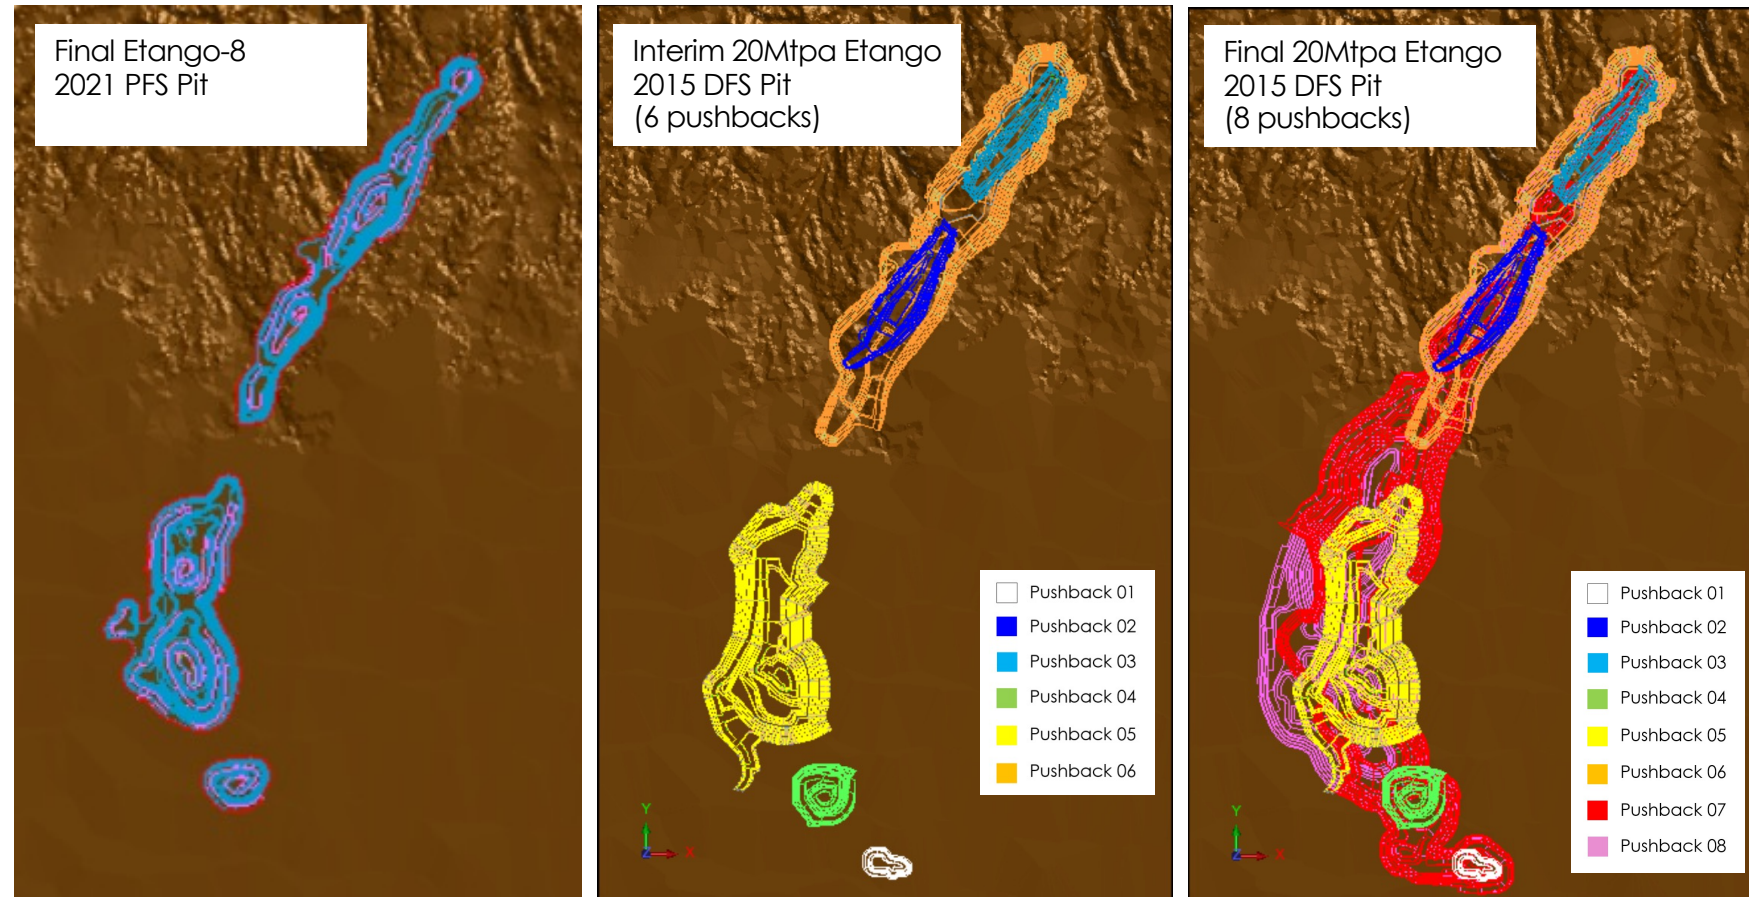 Final Etango-8
2021 PFS Pit
Interim 20Mtpa Etango
2015 DFS Pit
(6 pushbacks)
Pushback 01
Pushback 02
Pushback 03
Pushback 04
Pushback 05
Pushback 06
Y
Z
X
Final 20Mtpa Etango
2015 DFS Pit
(8 pushbacks)
Pushback 01
Pushback 02
Pushback 03
Pushback 04
Pushback 05
Pushback 06
Pushback 07
Pushback 08
Y
Z
X